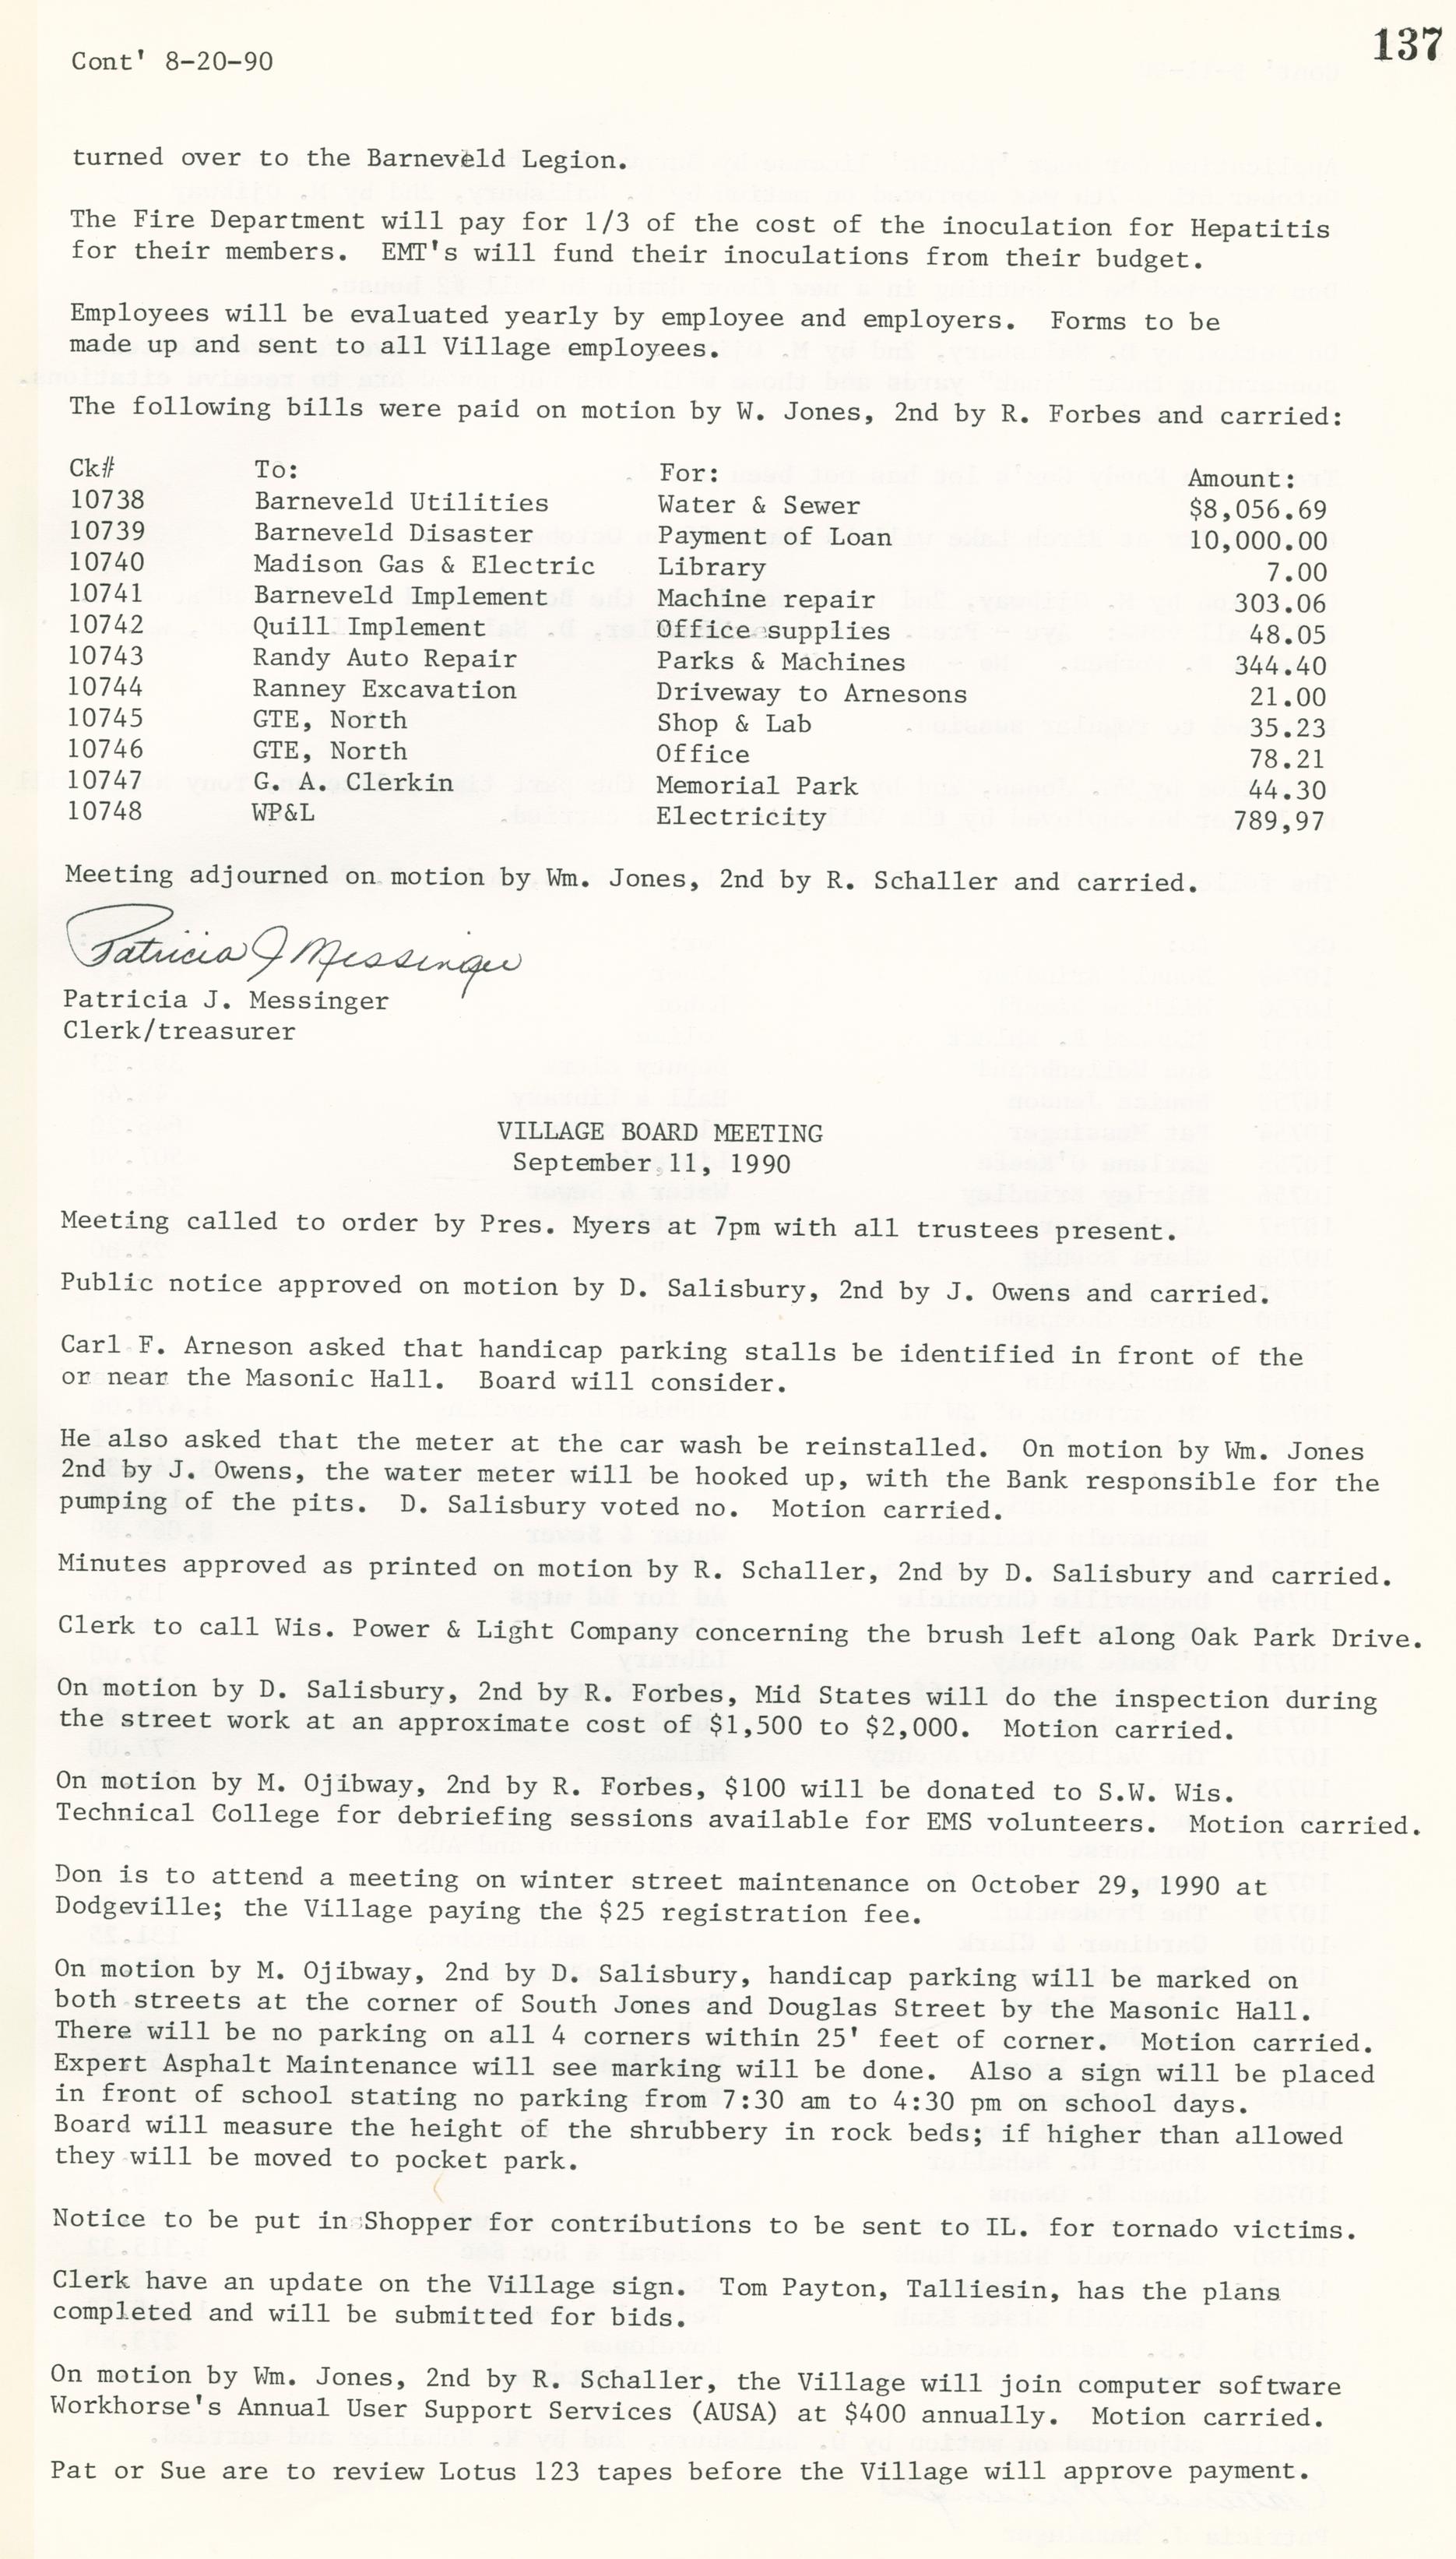 137
Cont' 8-20-90
turned over to the Barneveld Legion.
The Fire Department will pay for 1/3 of the cost of the inoculation for Hepatitis
for their members.  EMT's will fund their inoculations from their budget.
Employees will be evaluated yearly by employee and employers.  Forms to be
made up and sent to all Village employees.
The following bills were paid on motion by W. Jones, 2nd by R. Forbes and carried:
Ck# To: For: Amount:
10738 Barneveld Utilities Water & Sewer $8,056.69
10739 Barneveld Disaster Payment of Loan 10,000.00
10740 Madison Gas & Electric Library 7.00
10741 Barneveld Implement Machine repair 303.06
10742 Quill Implement Office supplies 48.05
10743 Randy Auto Repair Parks & Machines 344.40
10744 Ranney Excavation Driveway to Arnesons 21.00
10745 GTE, North Shop & Lab 35.23
10746 GTE, North Office 78.21
10747 G. A. Clerkin Memorial Park 44.30
10748 WP&L Electricity 789,97
Meeting adjourned on motion by Wm. Jones, 2nd by R. Schaller and carried.
Patricia J Messinger
Patricia J. Messinger
Clerk/treasurer
VILLAGE BOARD MEETING
September 11, 1990
Meeting called to order by Pres. Myers at 7pm with all trustees present.
Public notice approved on motion by D. Salisbury, 2nd by J. Owens and carried.
Carl F. Arneson asked that handicap parking stalls be identified in front of the
or near the Masonic Hall.  Board will consider.
He also asked that the meter at the car wash be reinstalled.  On motion by Wm. Jones
2nd by J. Owens, the water meter will be hooked up, with the Bank responsible for the
pumping of the pits.  D. Salisbury voted no.  Motion carried.
Minutes approved as printed on motion by R. Schaller, 2nd by D. Salisbury and carried.
Clerk to call Wis. Power & Light Company concerning the brush left along Oak Park Drive.
On motion by D. Salisbury, 2nd by R. Forbes, Mid States will do the inspection during
the street work at an approximate cost of $1,500 to $2,000.  Motion carried.
On motion by M. Ojibway, 2nd by R. Forbes, $100 will be donated to S.W. Wis.
Technical College for debriefing sessions available for EMS volunteers.  Motion carried.
Don is to attend a meeting on winter street maintenance on October 29, 1990 at
Dodgeville; the Village paying the $25 registration fee.
On motion by M. Ojibway, 2nd by D. Salisbury, handicap parking will be marked on
both streets at the corner of South Jones and Douglas Street by the Masonic Hall.
There will be no parking on all 4 corners within 25' feet of corner.  Motion carried.
Expert Asphalt Maintenance will see marking will be done.  Also a sign will be placed
in front of school stating no parking from 7:30 am to 4:30 pm on school days.
Board will measure the height of the shrubbery in rock beds; if higher than allowed
they will be moved to pocket park.
Notice to be put in Shopper for contributions to be sent to IL. for tornado victims.
Clerk have an update on the Village sign.  Tom Payton, Talliesin, has the plans
completed and will be submitted for bids.
On motion by Wm. Jones, 2nd by R. Schaller, the Village will join computer software
Workhorse's Annual User Support Services (AUSA) at $400 annually.  Motion carried.
Pat or Sue are to review Lotus 123 tapes before the Village will approve payment.